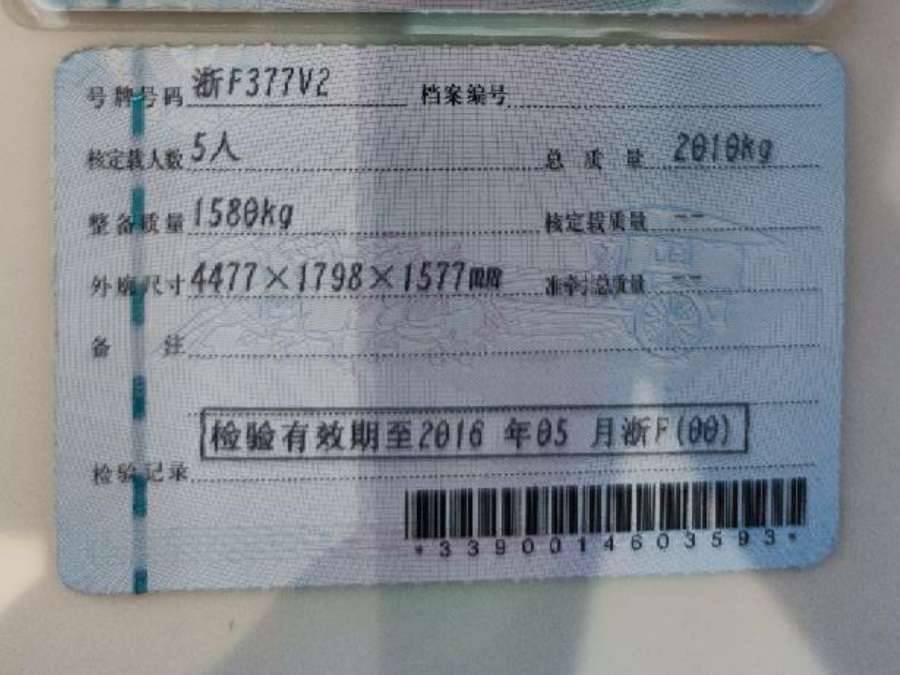 号牌号码 浙F377V2 档案编号
核定载人数 5人 总质量 2010kg
整备质量 1580kg 核定载质量 --
外廓尺寸 4477×1798×1577mm 准牵引总质量 --
备注
检验有效期至2016 年05 月浙F(00)
检验记录
*3390014603593*